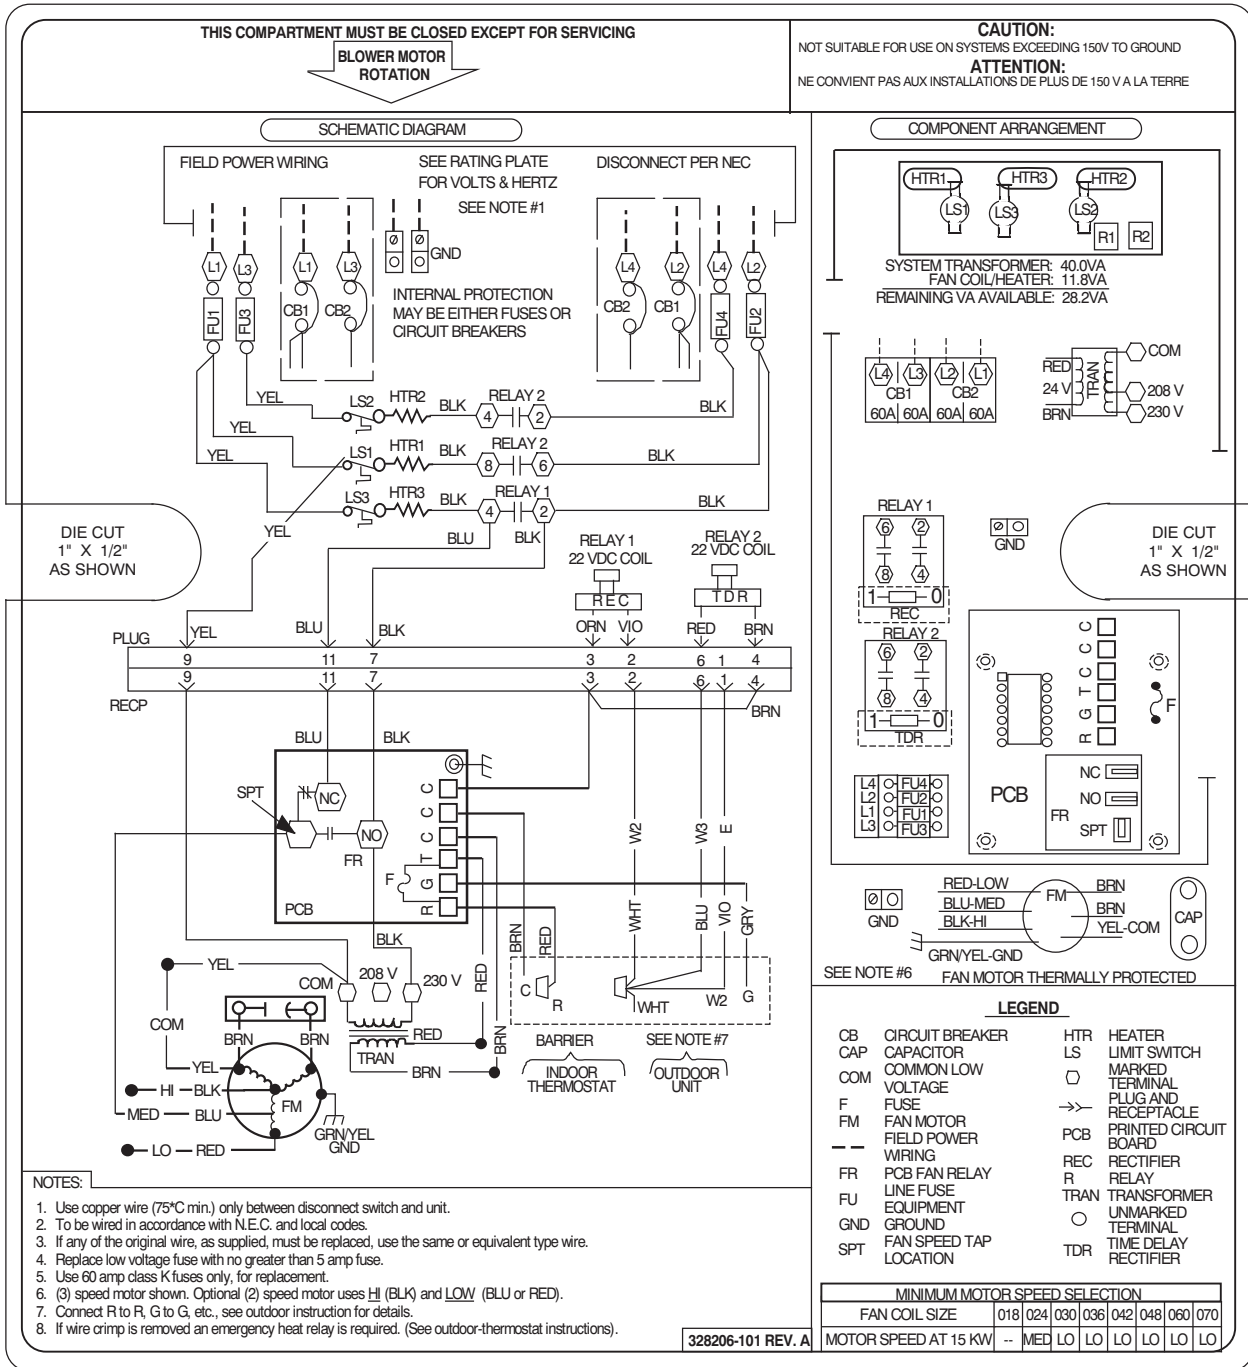 THIS COMPARTMENT MUST BE CLOSED EXCEPT FOR SERVICING
BLOWER MOTOR
ROTATION
CAUTION:
NOT SUITABLE FOR USE ON SYSTEMS EXCEEDING 150V TO GROUND
ATTENTION:
NE CONVIENT PAS AUX INSTALLATIONS DE PLUS DE 150 V A LA TERRE
SCHEMATIC DIAGRAM
FIELD POWER WIRING
SEE RATING PLATE
FOR VOLTS & HERTZ
SEE NOTE #1
DISCONNECT PER NEC
GND
L1 L3 L1 L3 L4 L2 L4 L2
FU1 FU3 CB1 CB2 CB2 CB1 FU4 FU2
INTERNAL PROTECTION
MAY BE EITHER FUSES OR
CIRCUIT BREAKERS
YEL LS2 HTR2 BLK 4 RELAY 2 2 BLK
YEL LS1 HTR1 BLK 8 RELAY 2 6 BLK
YEL LS3 HTR3 BLK 4 RELAY 1 2 BLK
YEL BLU BLK
DIE CUT
1" X 1/2"
AS SHOWN
RELAY 1
22 VDC COIL
REC
ORN VIO
RELAY 2
22 VDC COIL
TDR
RED BRN
PLUG YEL BLU BLK
9 11 7 3 2 6 1 4
9 11 7 3 2 6 1 4
RECP
BRN
BLU BLK
SPT
NC
NO
FR
F
PCB
C
C
C
T
G
R
W2 W3 E
WHT BLU VIO GRY
BRN RED
BLK
YEL
COM 208 V 230 V
RED BRN
COM
BRN BRN
RED
TRAN
BRN
YEL
HI BLK
MED BLU
LO RED
FM
GRN/YEL
GND
C R WHT W2 G
BARRIER
INDOOR
THERMOSTAT
SEE NOTE #7
OUTDOOR
UNIT
COMPONENT ARRANGEMENT
HTR1 HTR3 HTR2
LS1 LS3 LS2
R1 R2
SYSTEM TRANSFORMER: 40.0VA
FAN COIL/HEATER: 11.8VA
REMAINING VA AVAILABLE: 28.2VA
L4 L3 L2 L1
CB1 CB2
60A 60A 60A 60A
RED
24 V
BRN
TRAN
COM
208 V
230 V
RELAY 1
6 2
8 4
1 0
REC
GND
DIE CUT
1" X 1/2"
AS SHOWN
RELAY 2
6 2
8 4
1 0
TDR
C
C
C
T
G
R
F
PCB
NC
NO
FR
SPT
L4 FU4
L2 FU2
L1 FU1
L3 FU3
GND
RED-LOW
BLU-MED
BLK-HI
GRN/YEL-GND
FM
BRN
BRN
YEL-COM
CAP
SEE NOTE #6
FAN MOTOR THERMALLY PROTECTED
LEGEND
CB CIRCUIT BREAKER
CAP CAPACITOR
COM COMMON LOW
VOLTAGE
F FUSE
FM FAN MOTOR
FIELD POWER
WIRING
FR PCB FAN RELAY
FU LINE FUSE
EQUIPMENT
GND GROUND
SPT FAN SPEED TAP
LOCATION
HTR HEATER
LS LIMIT SWITCH
MARKED
TERMINAL
PLUG AND
RECEPTACLE
PCB PRINTED CIRCUIT
BOARD
REC RECTIFIER
R RELAY
TRAN TRANSFORMER
UNMARKED
TERMINAL
TDR TIME DELAY
RECTIFIER
NOTES:
1. Use copper wire (75*C min.) only between disconnect switch and unit.
2. To be wired in accordance with N.E.C. and local codes.
3. If any of the original wire, as supplied, must be replaced, use the same or equivalent type wire.
4. Replace low voltage fuse with no greater than 5 amp fuse.
5. Use 60 amp class K fuses only, for replacement.
6. (3) speed motor shown. Optional (2) speed motor uses HI (BLK) and LOW (BLU or RED).
7. Connect R to R, G to G, etc., see outdoor instruction for details.
8. If wire crimp is removed an emergency heat relay is required. (See outdoor-thermostat instructions).
328206-101 REV. A
MINIMUM MOTOR SPEED SELECTION
FAN COIL SIZE 018 024 030 036 042 048 060 070
MOTOR SPEED AT 15 KW -- MED LO LO LO LO LO LO